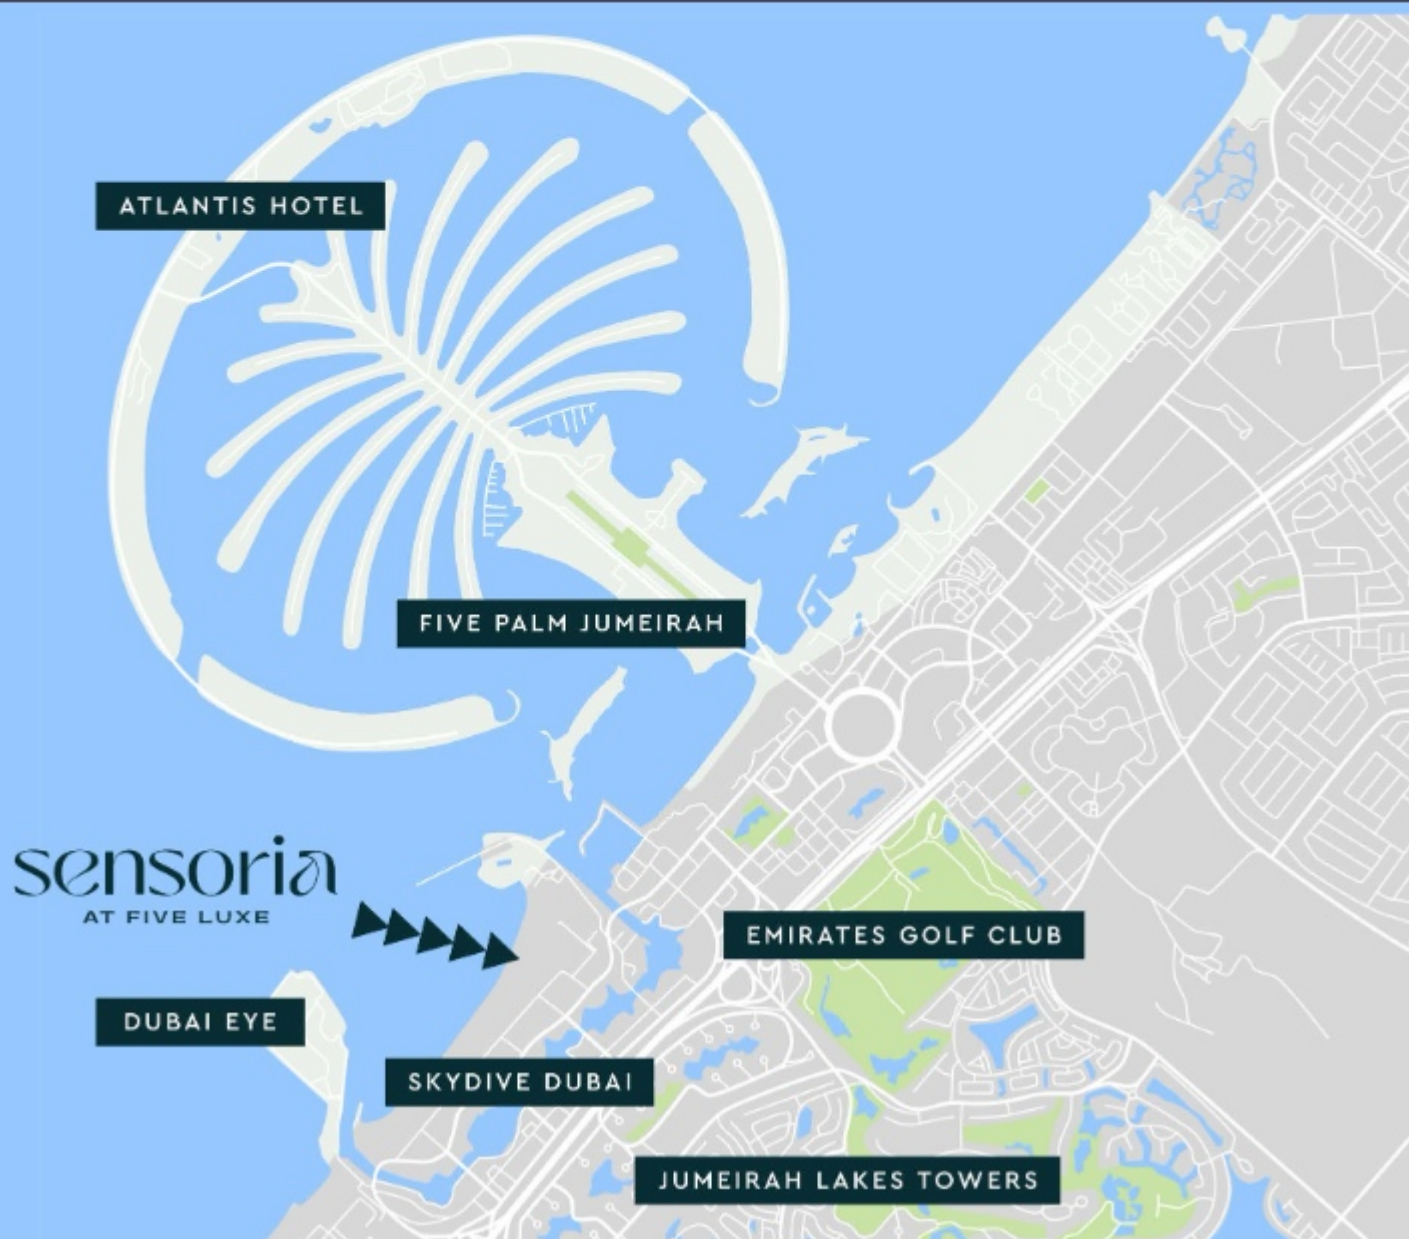 ATLANTIS HOTEL
FIVE PALM JUMEIRAH
sensoria
AT FIVE LUXE
EMIRATES GOLF CLUB
DUBAI EYE
SKYDIVE DUBAI
JUMEIRAH LAKES TOWERS